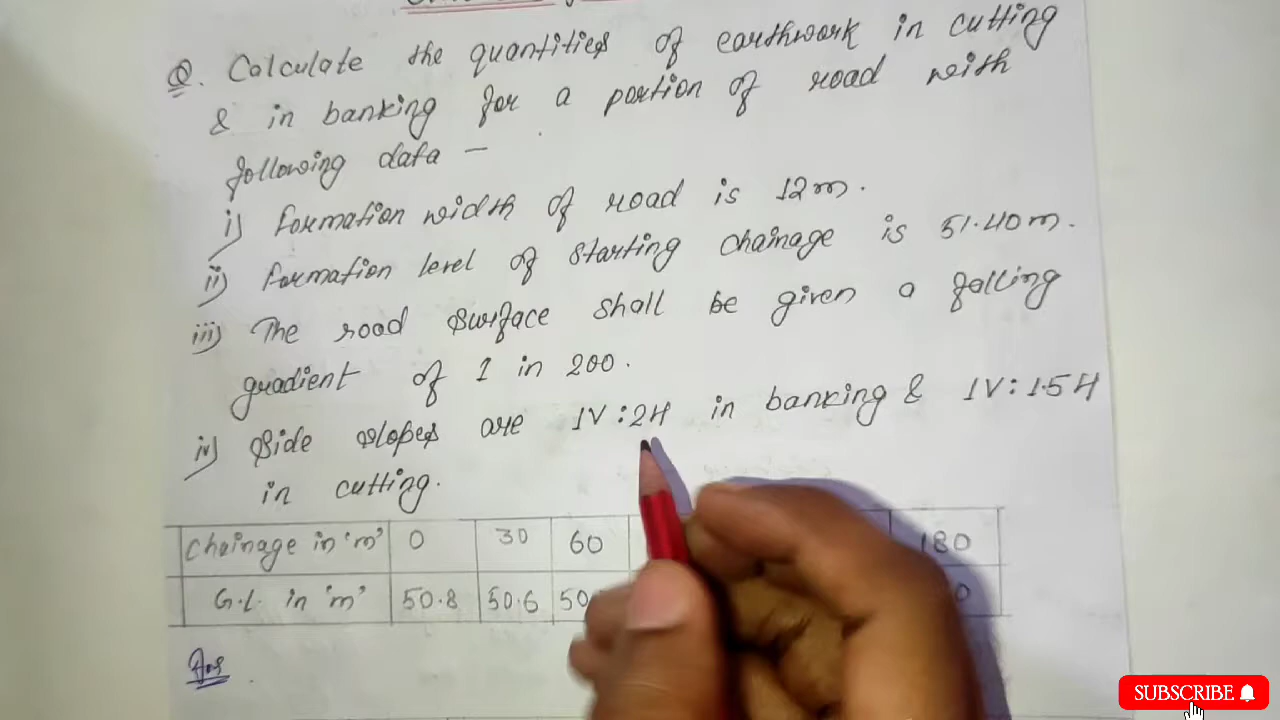 Q. Calculate the quantities of earthwork in cutting
& in banking for a portion of road with
following data —
i) Formation width of road is 12m.
ii) Formation level of starting chainage is 51.40m.
iii) The road surface shall be given a falling
gradient of 1 in 200.
iv) Side slopes are 1V:2H in banking & 1V:1.5H
in cutting.
Chainage in 'm' 0 30 60 180
G.L. in 'm' 50.8 50.6 50
Ans
SUBSCRIBE